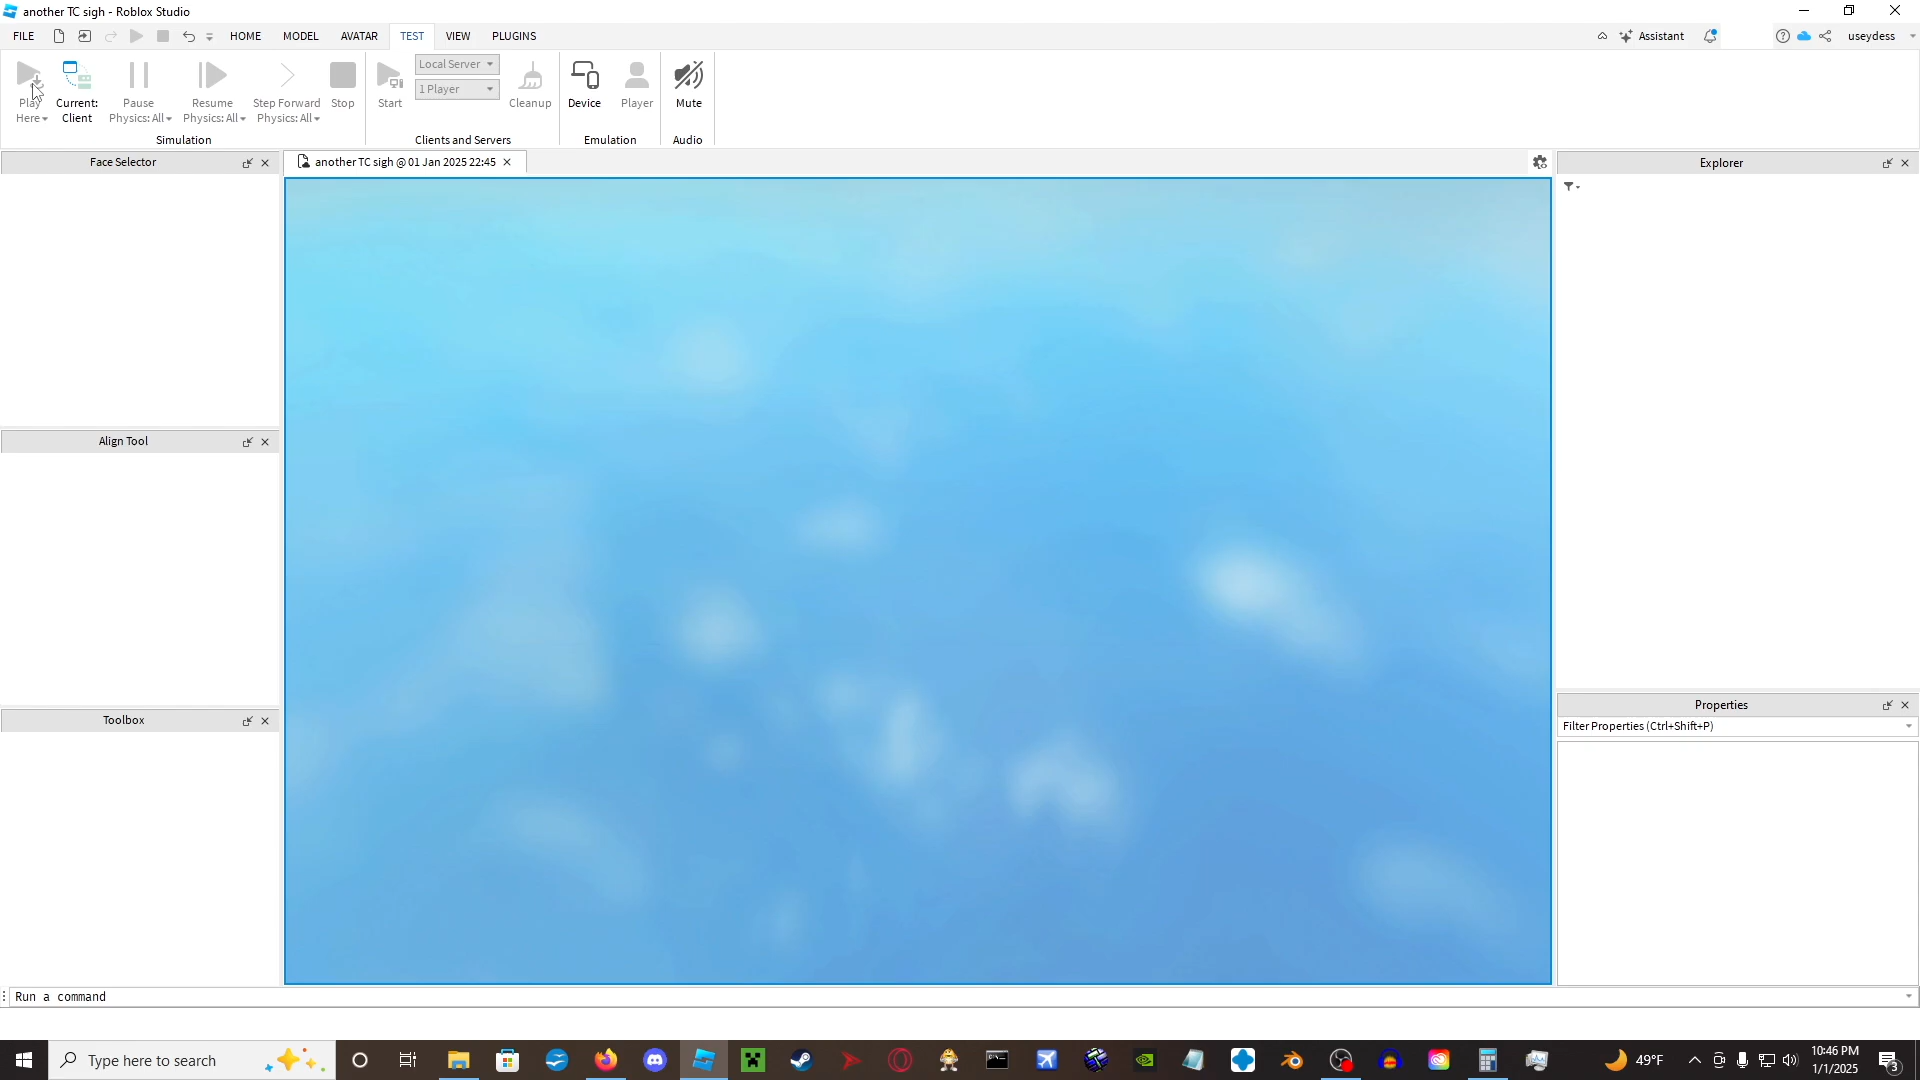 another TC sigh - Roblox Studio
FILE HOME MODEL AVATAR TEST VIEW PLUGINS Assistant useydess
Play Here
Current: Client
Pause Physics: All
Resume Physics: All
Step Forward Physics: All
Stop
Simulation
Start
Local Server
1 Player
Cleanup
Clients and Servers
Device
Player
Emulation
Mute
Audio
Face Selector
another TC sigh @ 01 Jan 2025 22:45
Explorer
Align Tool
Toolbox
Properties
Filter Properties (Ctrl+Shift+P)
Run a command
Type here to search
49°F
10:46 PM
1/1/2025
3